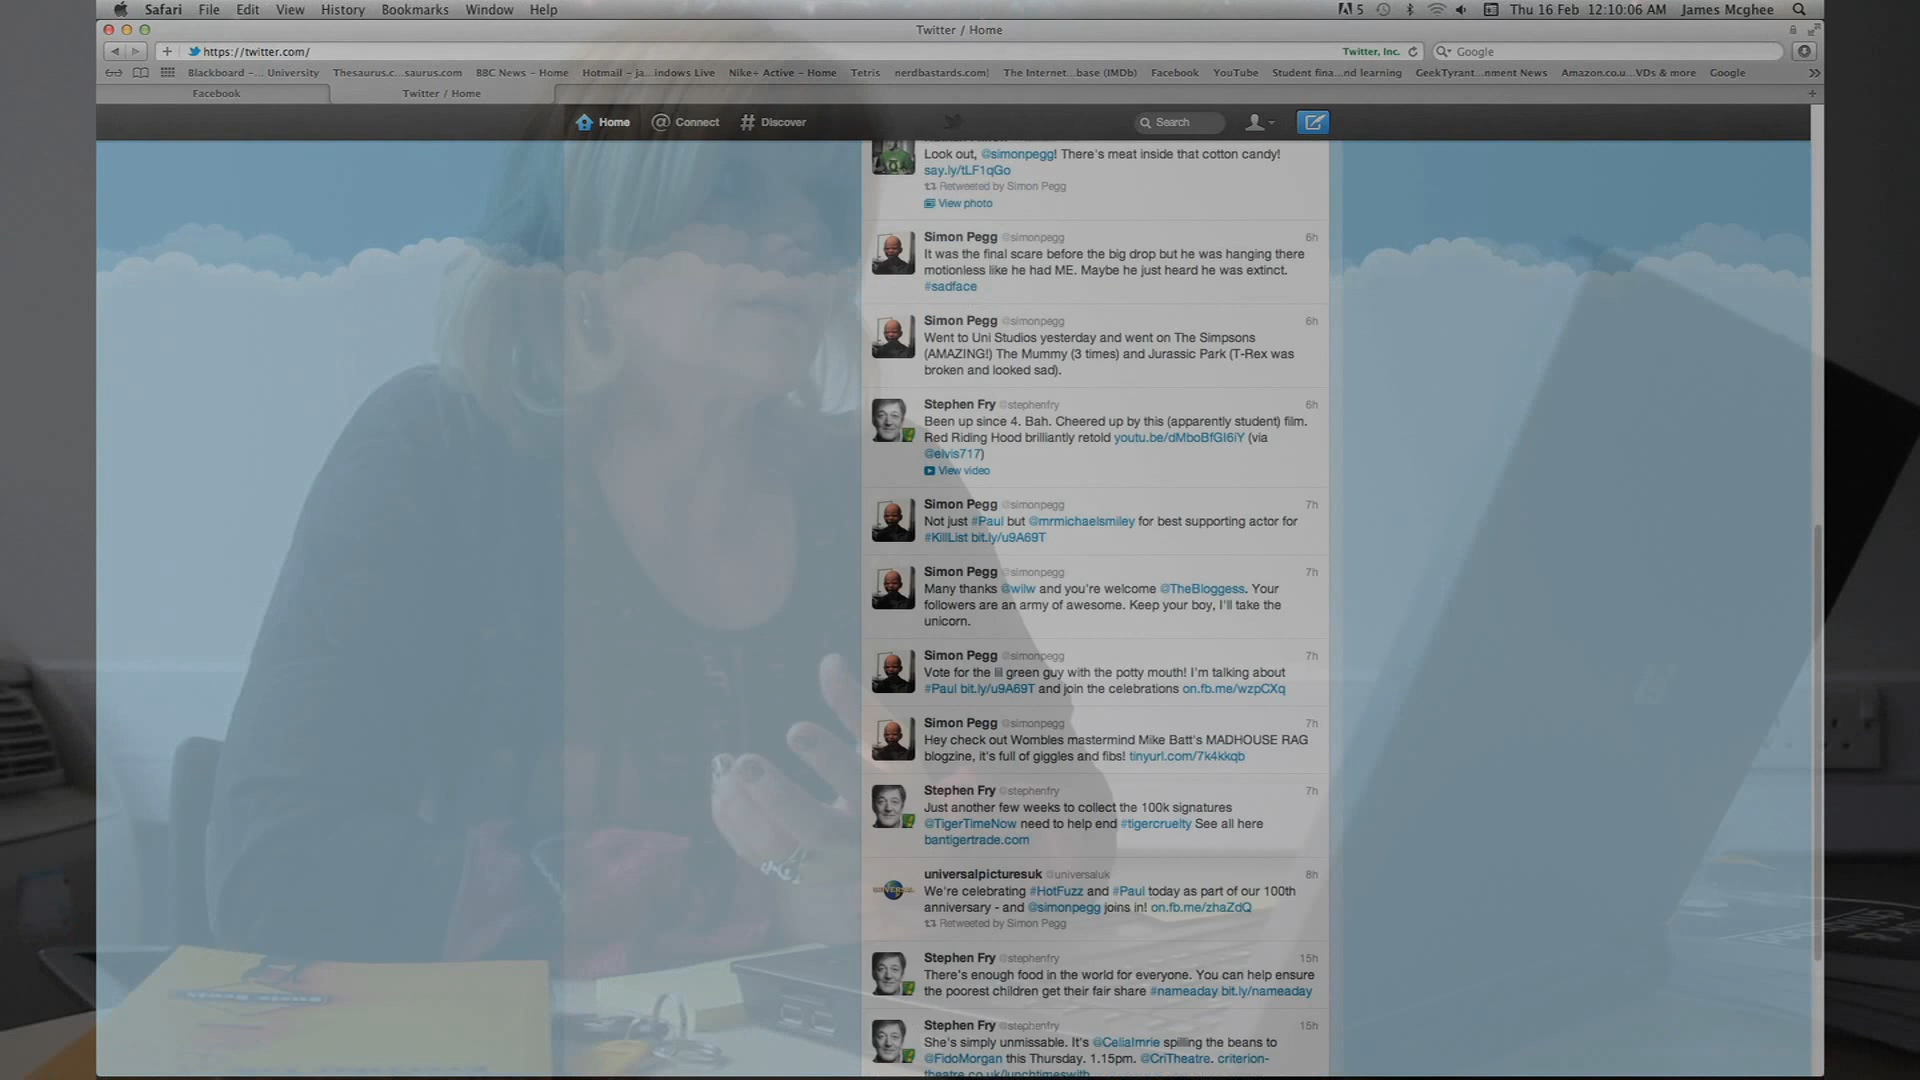 Safari File Edit View History Bookmarks Window Help
5 Thu 16 Feb 12:10:06 AM James Mcghee
Twitter / Home
https://twitter.com/ Twitter, Inc. Google
Blackboard -... University Thesaurus.c...saurus.com BBC News - Home Hotmail - ja...indows Live Nike+ Active - Home Tetris nerdbastards.com| The Internet...base (IMDb) Facebook YouTube Student fina...nd learning GeekTyrant...nment News Amazon.co.u...VDs & more Google
Facebook Twitter / Home
Home @ Connect # Discover Search
Look out, @simonpegg! There's meat inside that cotton candy!
say.ly/tLF1qGo
Retweeted by Simon Pegg
View photo
Simon Pegg @simonpegg 6h
It was the final scare before the big drop but he was hanging there
motionless like he had ME. Maybe he just heard he was extinct.
#sadface
Simon Pegg @simonpegg 6h
Went to Uni Studios yesterday and went on The Simpsons
(AMAZING!) The Mummy (3 times) and Jurassic Park (T-Rex was
broken and looked sad).
Stephen Fry @stephenfry 6h
Been up since 4. Bah. Cheered up by this (apparently student) film.
Red Riding Hood brilliantly retold youtu.be/dMboBfGI6iY (via
@elvis717)
View video
Simon Pegg @simonpegg 7h
Not just #Paul but @mrmichaelsmiley for best supporting actor for
#KillList bit.ly/u9A69T
Simon Pegg @simonpegg 7h
Many thanks @wilw and you're welcome @TheBloggess. Your
followers are an army of awesome. Keep your boy, I'll take the
unicorn.
Simon Pegg @simonpegg 7h
Vote for the lil green guy with the potty mouth! I'm talking about
#Paul bit.ly/u9A69T and join the celebrations on.fb.me/wzpCXq
Simon Pegg @simonpegg 7h
Hey check out Wombles mastermind Mike Batt's MADHOUSE RAG
blogzine, it's full of giggles and fibs! tinyurl.com/7k4kkqb
Stephen Fry @stephenfry 7h
Just another few weeks to collect the 100k signatures
@TigerTimeNow need to help end #tigercruelty See all here
bantigertrade.com
universalpicturesuk @universaluk 8h
We're celebrating #HotFuzz and #Paul today as part of our 100th
anniversary - and @simonpegg joins in! on.fb.me/zhaZdQ
Retweeted by Simon Pegg
Stephen Fry @stephenfry 15h
There's enough food in the world for everyone. You can help ensure
the poorest children get their fair share #nameaday bit.ly/nameaday
Stephen Fry @stephenfry 15h
She's simply unmissable. It's @CeliaImrie spilling the beans to
@FidoMorgan this Thursday. 1.15pm. @CriTheatre. criterion-
theatre.co.uk/lunchtimeswith